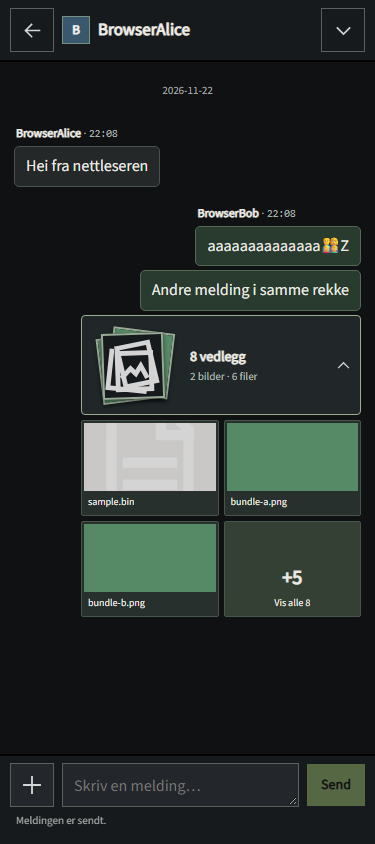 B BrowserAlice
2026-11-22
BrowserAlice · 22:08
Hei fra nettleseren
BrowserBob · 22:08
aaaaaaaaaaaaaa👫Z
Andre melding i samme rekke
8 vedlegg
2 bilder · 6 filer
sample.bin
bundle-a.png
bundle-b.png
+5
Vis alle 8
Skriv en melding…
Send
Meldingen er sendt.